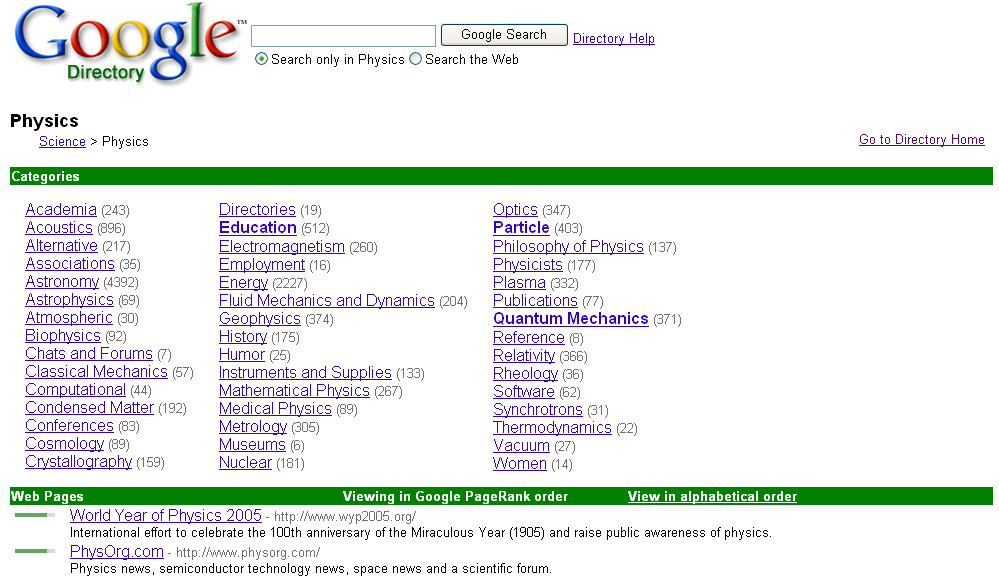 Google™
Directory
Google Search
Directory Help
Search only in Physics Search the Web
Physics
Science > Physics
Go to Directory Home
Categories
Academia (243)
Acoustics (896)
Alternative (217)
Associations (35)
Astronomy (4392)
Astrophysics (69)
Atmospheric (30)
Biophysics (92)
Chats and Forums (7)
Classical Mechanics (57)
Computational (44)
Condensed Matter (192)
Conferences (83)
Cosmology (89)
Crystallography (159)
Directories (19)
Education (512)
Electromagnetism (260)
Employment (16)
Energy (2227)
Fluid Mechanics and Dynamics (204)
Geophysics (374)
History (175)
Humor (25)
Instruments and Supplies (133)
Mathematical Physics (267)
Medical Physics (89)
Metrology (305)
Museums (6)
Nuclear (181)
Optics (347)
Particle (403)
Philosophy of Physics (137)
Physicists (177)
Plasma (332)
Publications (77)
Quantum Mechanics (371)
Reference (8)
Relativity (366)
Rheology (36)
Software (62)
Synchrotrons (31)
Thermodynamics (22)
Vacuum (27)
Women (14)
Web Pages Viewing in Google PageRank order View in alphabetical order
World Year of Physics 2005 - http://www.wyp2005.org/
International effort to celebrate the 100th anniversary of the Miraculous Year (1905) and raise public awareness of physics.
PhysOrg.com - http://www.physorg.com/
Physics news, semiconductor technology news, space news and a scientific forum.